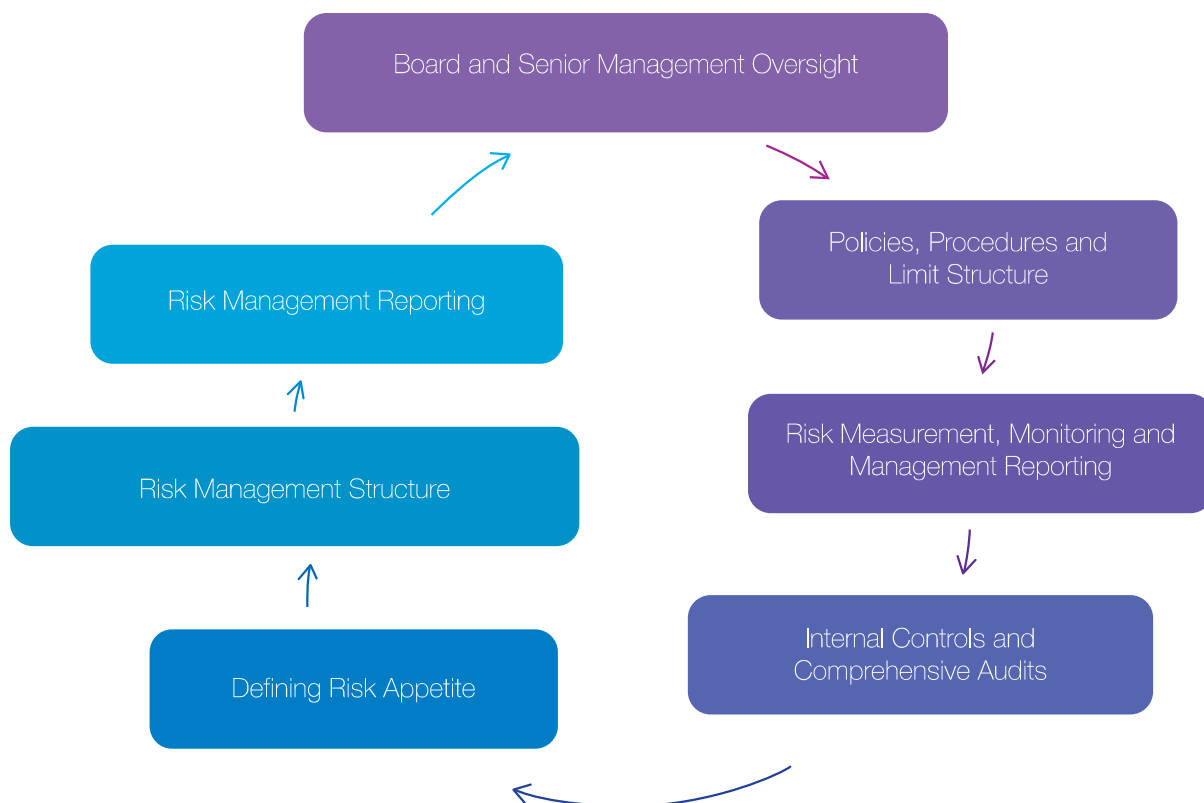 Board and Senior Management Oversight
Policies, Procedures and
Limit Structure
Risk Measurement, Monitoring and
Management Reporting
Internal Controls and
Comprehensive Audits
Defining Risk Appetite
Risk Management Structure
Risk Management Reporting